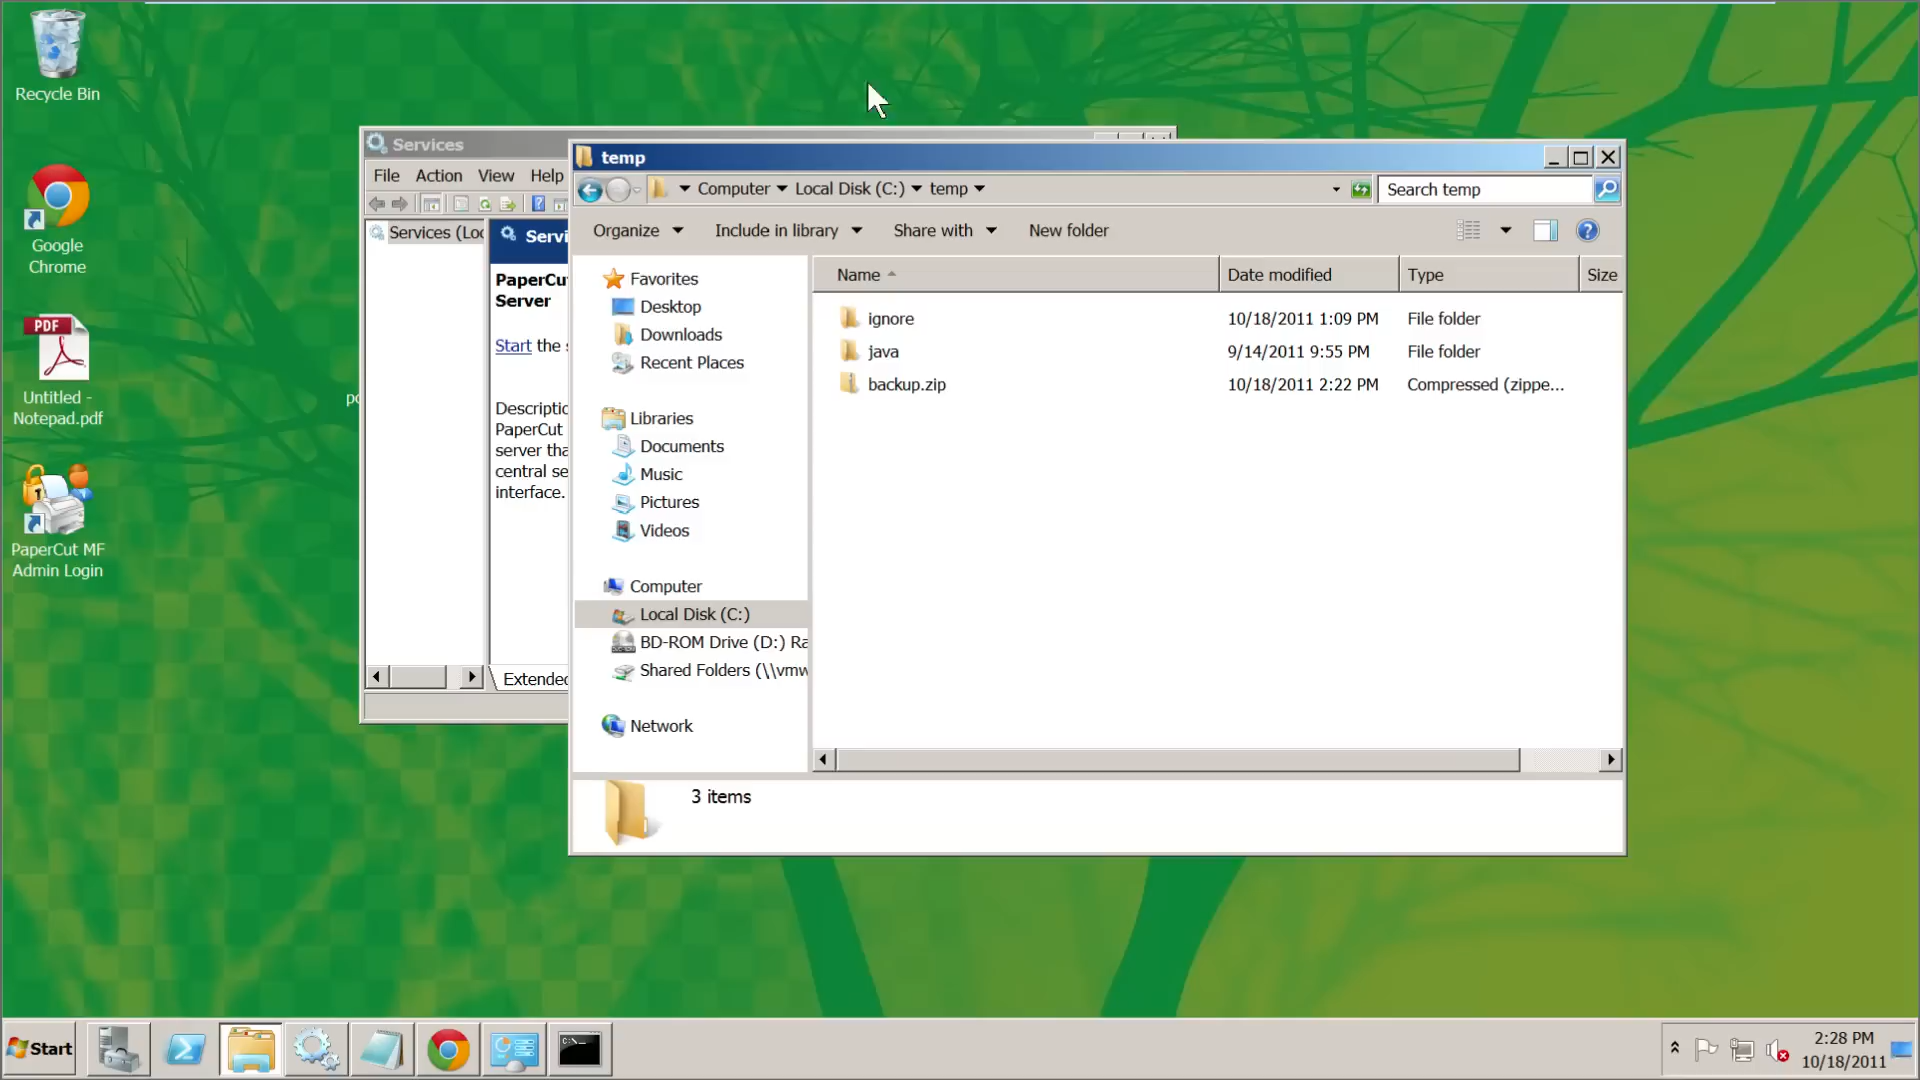 Recycle Bin
Google
Chrome
PDF
Untitled -
Notepad.pdf
PaperCut MF
Admin Login
Services
File Action View Help
Services (Loc
Servi
PaperCu
Server
Start the s
Descriptio
PaperCut
server tha
central se
interface.
Extended
temp
Computer Local Disk (C:) temp
Search temp
Organize Include in library Share with New folder
Favorites
Desktop
Downloads
Recent Places
Libraries
Documents
Music
Pictures
Videos
Computer
Local Disk (C:)
BD-ROM Drive (D:) Ra
Shared Folders (\\vmw
Network
Name Date modified Type Size
ignore 10/18/2011 1:09 PM File folder
java 9/14/2011 9:55 PM File folder
backup.zip 10/18/2011 2:22 PM Compressed (zippe...
3 items
Start
2:28 PM
10/18/2011